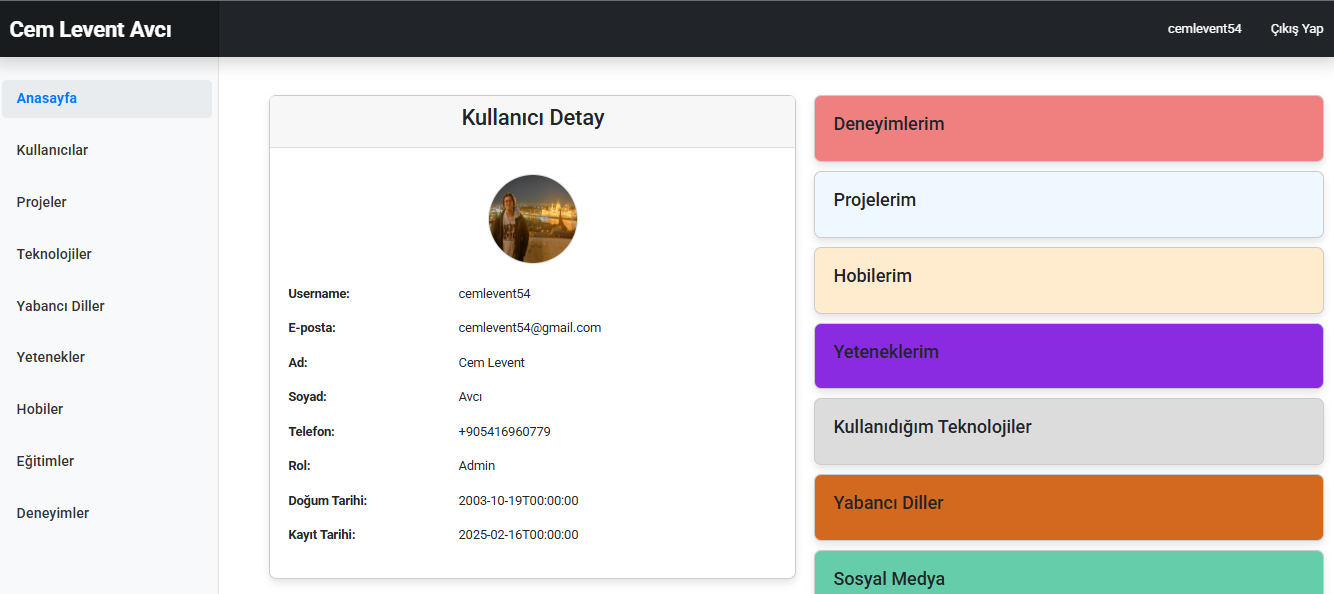 Cem Levent Avcı
cemlevent54 Çıkış Yap
Anasayfa
Kullanıcılar
Projeler
Teknolojiler
Yabancı Diller
Yetenekler
Hobiler
Eğitimler
Deneyimler
Kullanıcı Detay
Username: cemlevent54
E-posta: cemlevent54@gmail.com
Ad: Cem Levent
Soyad: Avcı
Telefon: +905416960779
Rol: Admin
Doğum Tarihi: 2003-10-19T00:00:00
Kayıt Tarihi: 2025-02-16T00:00:00
Deneyimlerim
Projelerim
Hobilerim
Yeteneklerim
Kullanıdığım Teknolojiler
Yabancı Diller
Sosyal Medya